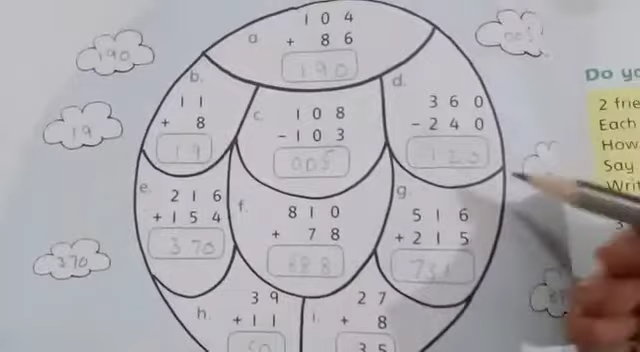 104
a. + 86
190
190
005
b.
11
+ 8
19
19
c. 108
- 103
005
d.
360
- 240
120
e.
216
+ 154
370
370
f. 810
+ 78
888
g.
516
+ 215
731
h. 39
+ 11
50
i. 27
+ 8
35
Do yo
2 frie
Each
How
Say
Writ